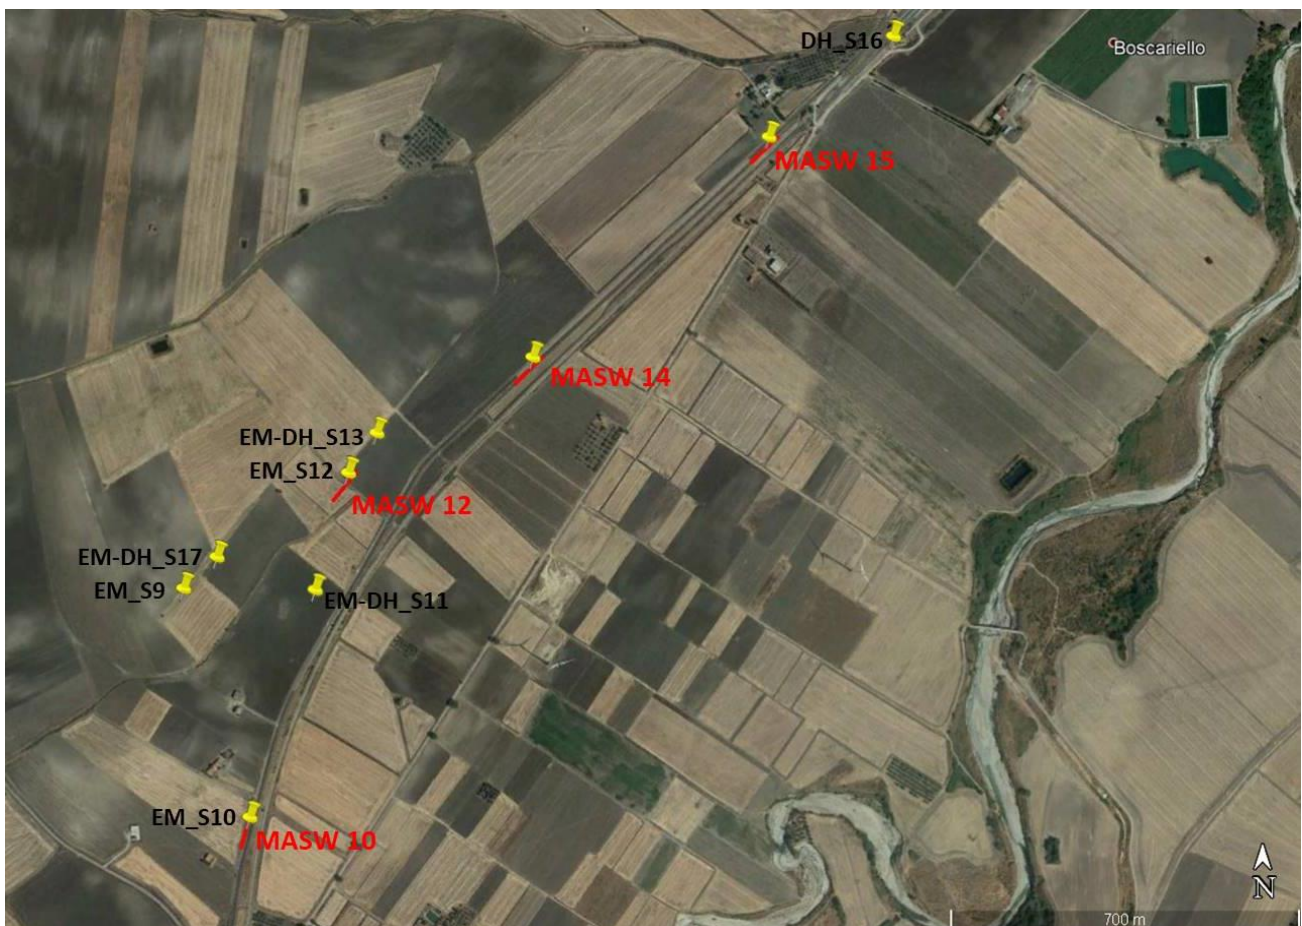 DH_S16
Boscariello
MASW 15
MASW 14
EM-DH_S13
EM_S12
MASW 12
EM-DH_S17
EM_S9
EM-DH_S11
EM_S10
MASW 10
N
700 m